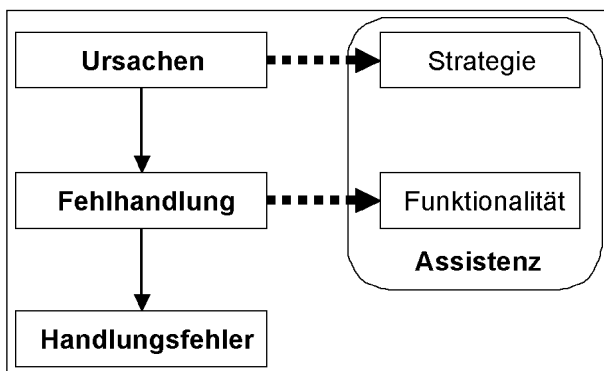 Ursachen
Strategie
Fehlhandlung
Funktionalität
Assistenz
Handlungsfehler